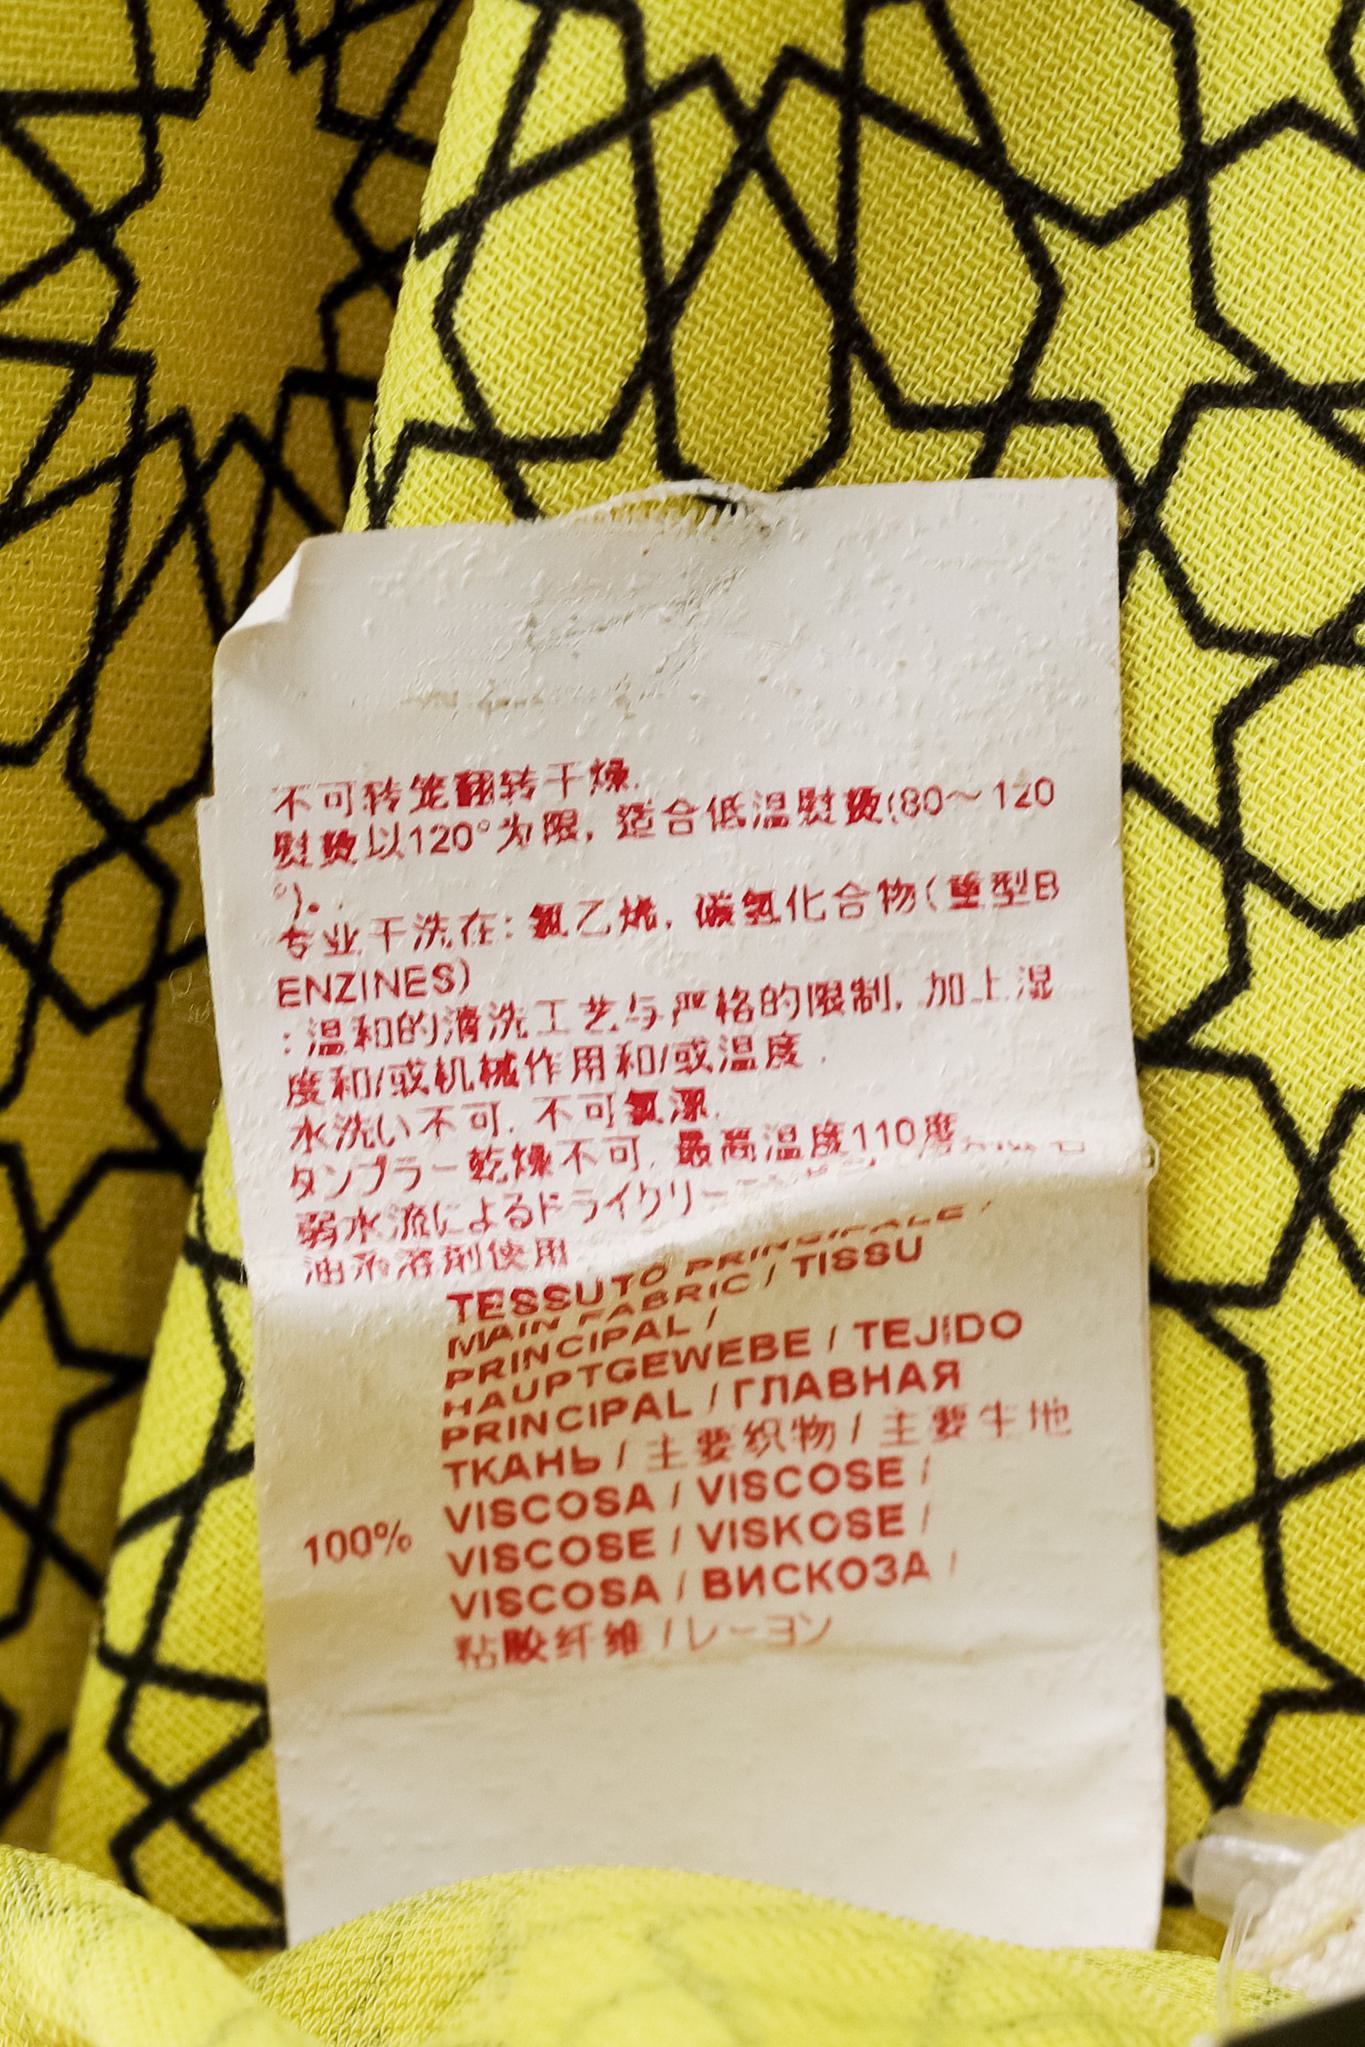 不可转笼翻转干燥.
熨烫以120°为限, 适合低温熨烫(80～120
°)。.
专业干洗在: 氯乙烯, 碳氢化合物(重型B
ENZINES)
:温和的清洗工艺与严格的限制, 加上湿
度和/或机械作用和/或温度.
水洗い不可. 不可氯漂.
タンブラー乾燥不可. 最高温度110度
弱水流によるドライクリー
油系溶剤使用
TESSUTO PRINCIPALE /
MAIN FABRIC / TISSU
PRINCIPAL /
HAUPTGEWEBE / TEJIDO
PRINCIPAL / ГЛАВНАЯ
ТКАНЬ / 主要织物 / 主要生地
VISCOSA / VISCOSE /
100% VISCOSE / VISKOSE /
VISCOSA / ВИСКОЗА /
粘胶纤维 / レーヨン